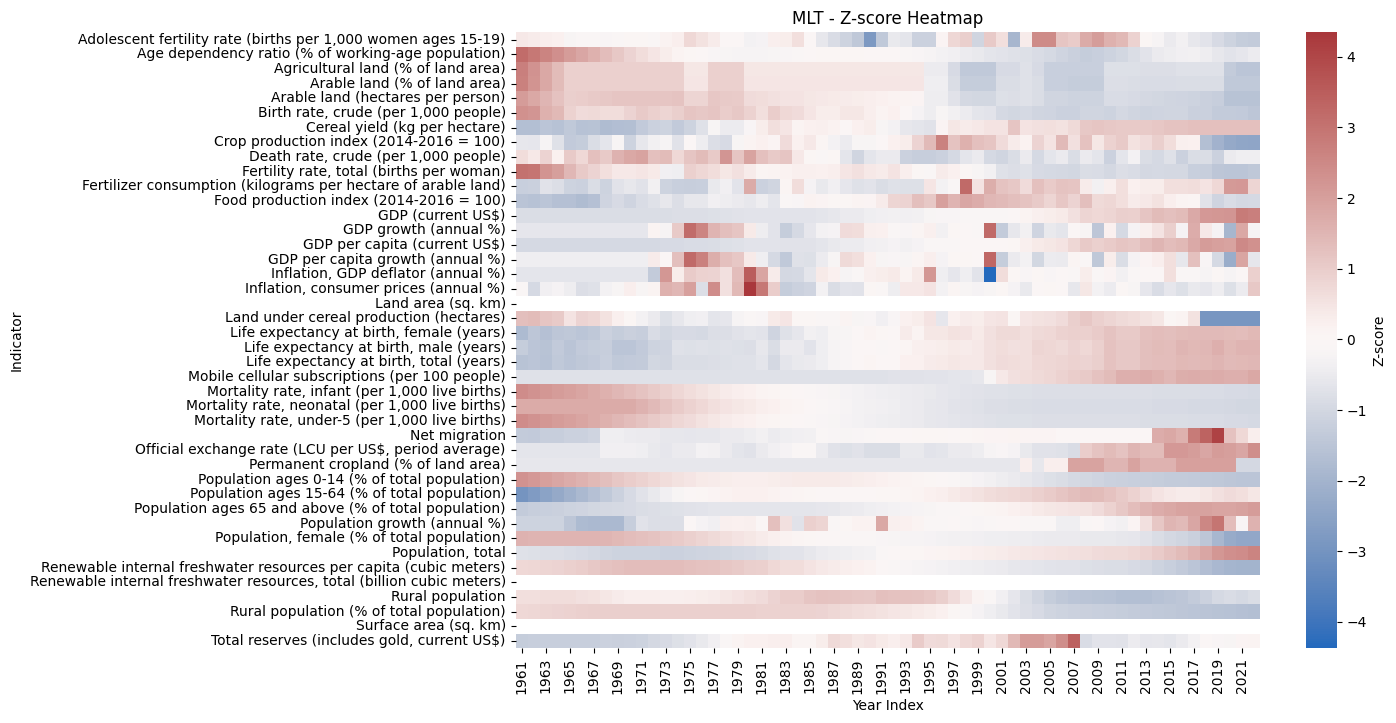 MLT - Z-score Heatmap
Adolescent fertility rate (births per 1,000 women ages 15-19)
Age dependency ratio (% of working-age population)
Agricultural land (% of land area)
Arable land (% of land area)
Arable land (hectares per person)
Birth rate, crude (per 1,000 people)
Cereal yield (kg per hectare)
Crop production index (2014-2016 = 100)
Death rate, crude (per 1,000 people)
Fertility rate, total (births per woman)
Fertilizer consumption (kilograms per hectare of arable land)
Food production index (2014-2016 = 100)
GDP (current US$)
GDP growth (annual %)
GDP per capita (current US$)
GDP per capita growth (annual %)
Inflation, GDP deflator (annual %)
Inflation, consumer prices (annual %)
Land area (sq. km)
Land under cereal production (hectares)
Life expectancy at birth, female (years)
Life expectancy at birth, male (years)
Life expectancy at birth, total (years)
Mobile cellular subscriptions (per 100 people)
Mortality rate, infant (per 1,000 live births)
Mortality rate, neonatal (per 1,000 live births)
Mortality rate, under-5 (per 1,000 live births)
Net migration
Official exchange rate (LCU per US$, period average)
Permanent cropland (% of land area)
Population ages 0-14 (% of total population)
Population ages 15-64 (% of total population)
Population ages 65 and above (% of total population)
Population growth (annual %)
Population, female (% of total population)
Population, total
Renewable internal freshwater resources per capita (cubic meters)
Renewable internal freshwater resources, total (billion cubic meters)
Rural population
Rural population (% of total population)
Surface area (sq. km)
Total reserves (includes gold, current US$)
Indicator
1961 1963 1965 1967 1969 1971 1973 1975 1977 1979 1981 1983 1985 1987 1989 1991 1993 1995 1997 1999 2001 2003 2005 2007 2009 2011 2013 2015 2017 2019 2021
Year Index
4
3
2
1
0
−1
−2
−3
−4
Z-score